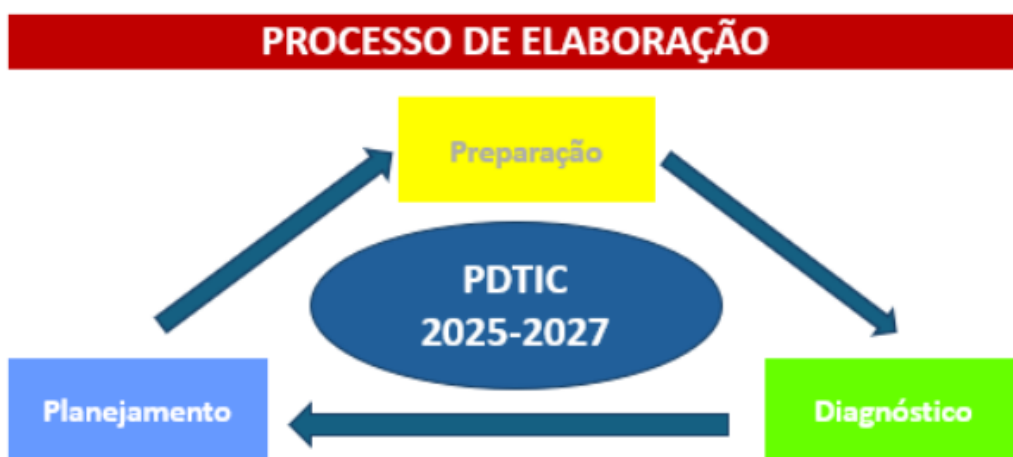 PROCESSO DE ELABORAÇÃO
Preparação
PDTIC
2025-2027
Planejamento
Diagnóstico